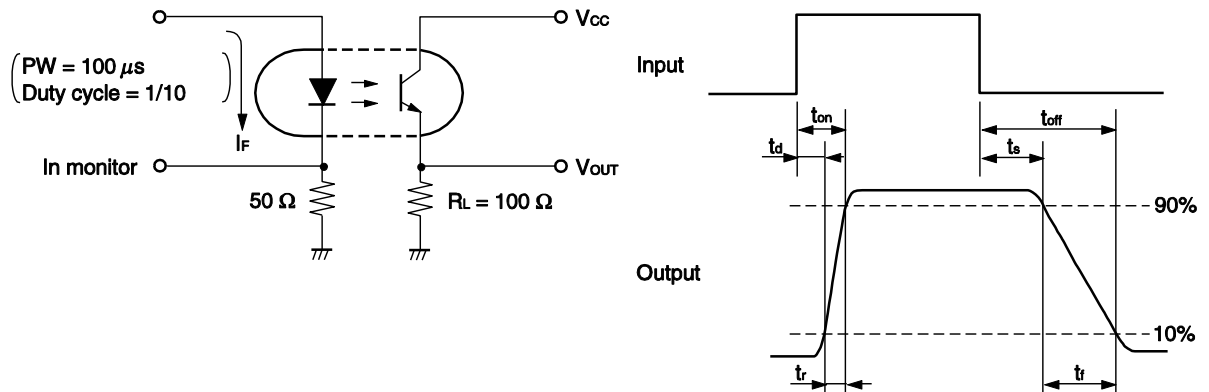 VCC
PW = 100 μs
Duty cycle = 1/10
IF
In monitor
VOUT
50 Ω
RL = 100 Ω
Input
ton
toff
td
ts
90%
Output
10%
tr
tf